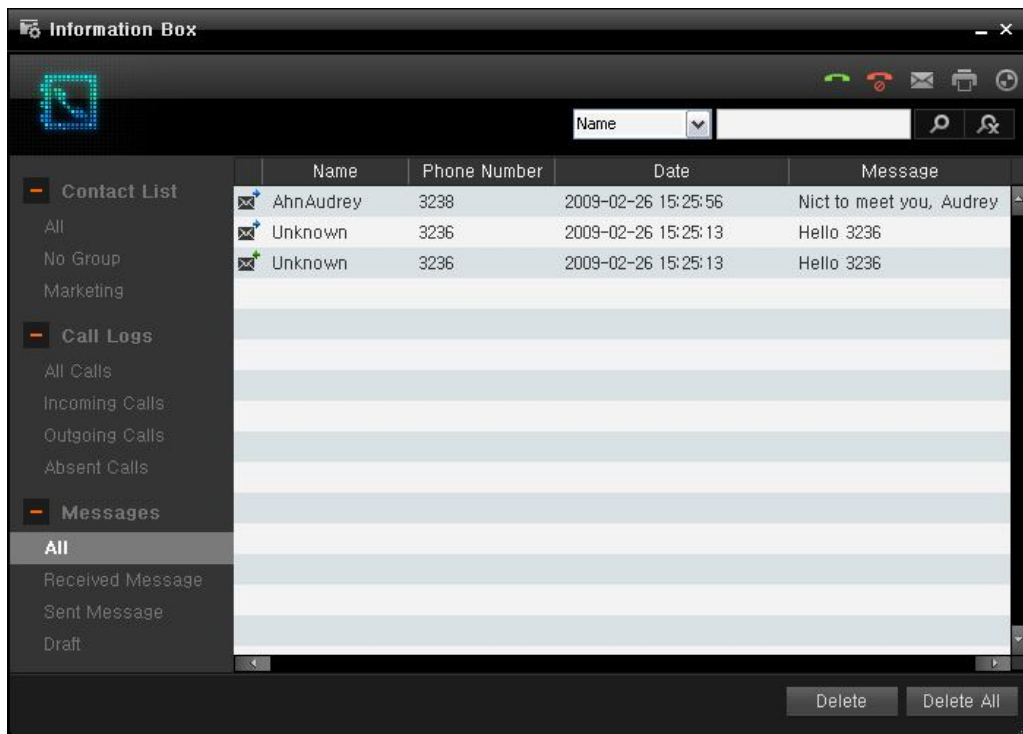 Information Box
Name
Name Phone Number Date Message
AhnAudrey 3238 2009-02-26 15:25:56 Nict to meet you, Audrey
Unknown 3236 2009-02-26 15:25:13 Hello 3236
Unknown 3236 2009-02-26 15:25:13 Hello 3236
Contact List
All
No Group
Marketing
Call Logs
All Calls
Incoming Calls
Outgoing Calls
Absent Calls
Messages
All
Received Message
Sent Message
Draft
Delete Delete All